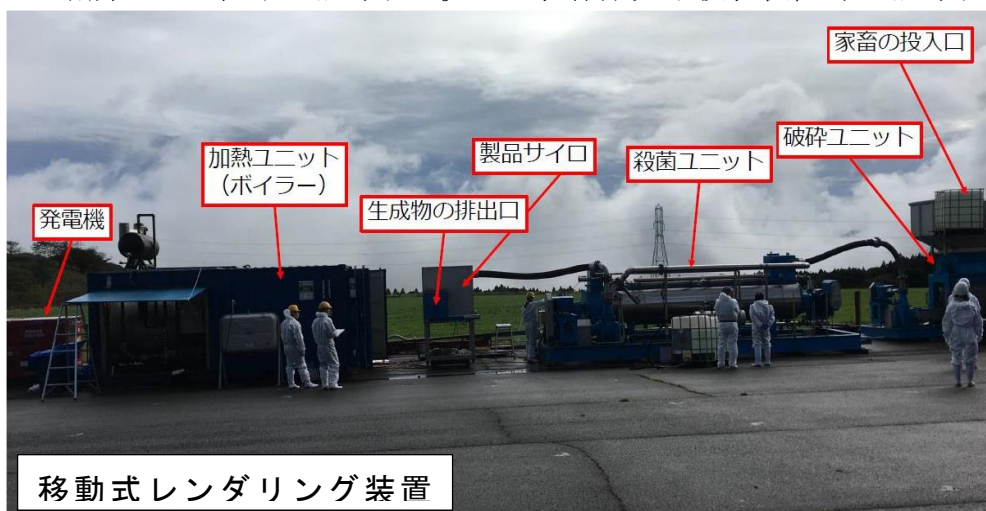 家畜の投入口
破砕ユニット
製品サイロ
殺菌ユニット
加熱ユニット
（ボイラー）
生成物の排出口
発電機
移動式レンダリング装置